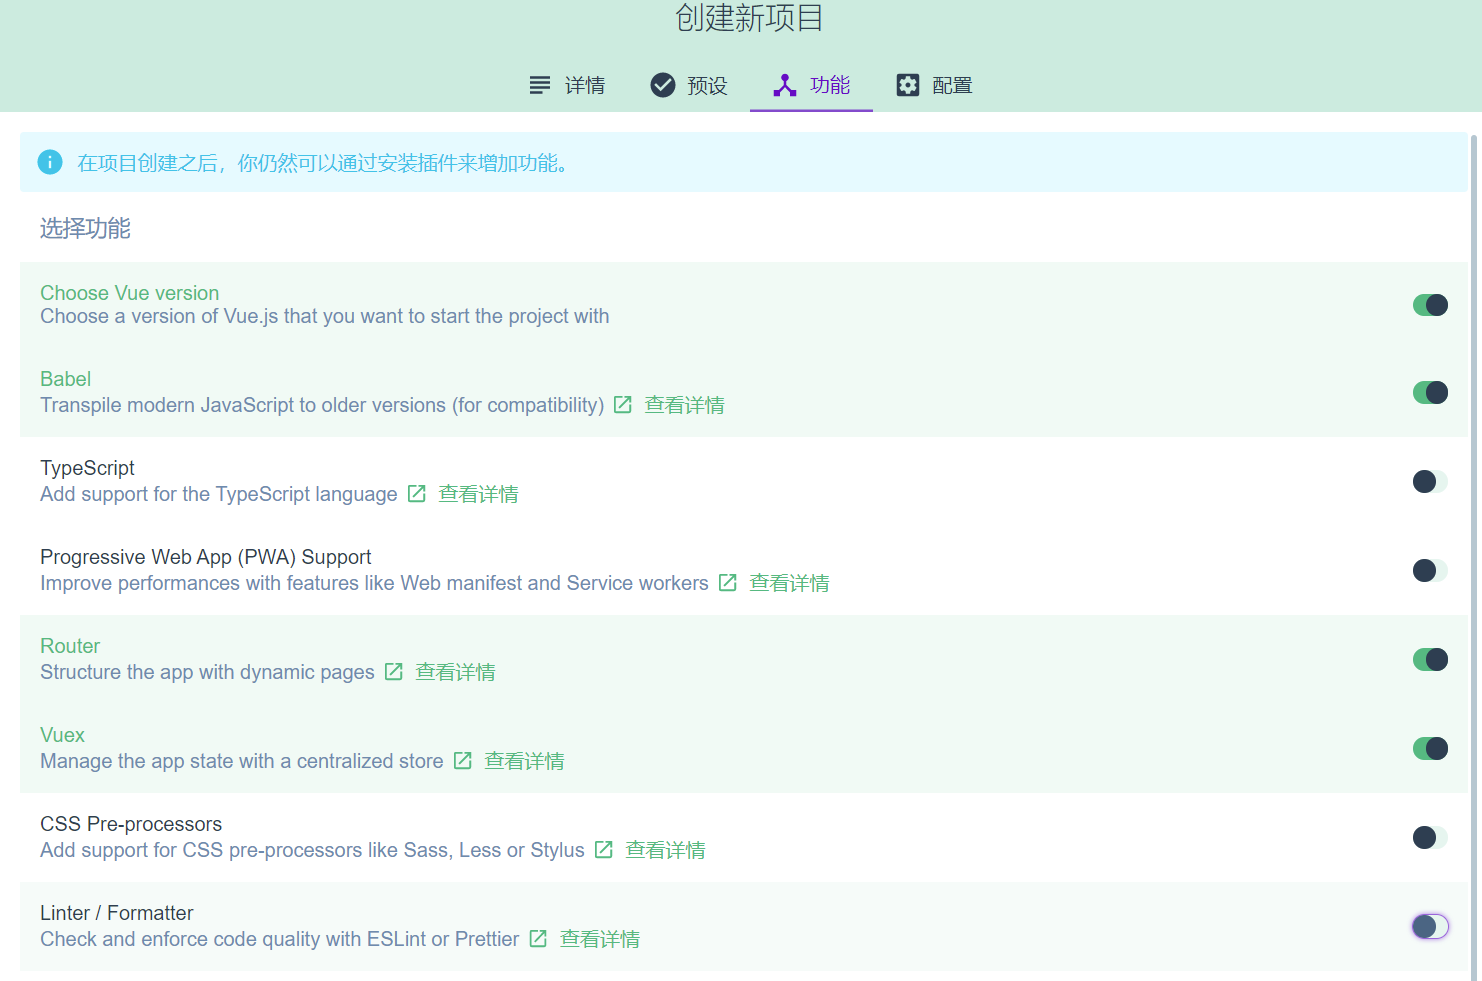 创建新项目
详情 预设 功能 配置
在项目创建之后，你仍然可以通过安装插件来增加功能。
选择功能
Choose Vue version
Choose a version of Vue.js that you want to start the project with
Babel
Transpile modern JavaScript to older versions (for compatibility) 查看详情
TypeScript
Add support for the TypeScript language 查看详情
Progressive Web App (PWA) Support
Improve performances with features like Web manifest and Service workers 查看详情
Router
Structure the app with dynamic pages 查看详情
Vuex
Manage the app state with a centralized store 查看详情
CSS Pre-processors
Add support for CSS pre-processors like Sass, Less or Stylus 查看详情
Linter / Formatter
Check and enforce code quality with ESLint or Prettier 查看详情